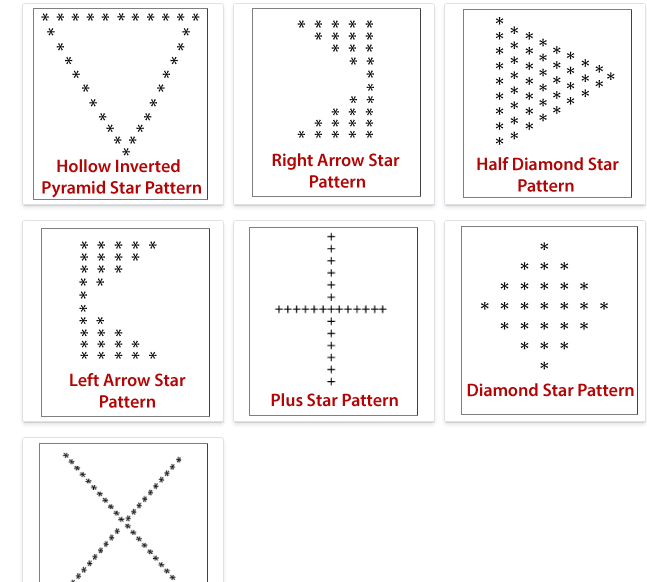 Hollow Inverted
Pyramid Star Pattern
Right Arrow Star
Pattern
Half Diamond Star
Pattern
Left Arrow Star
Pattern
Plus Star Pattern
Diamond Star Pattern